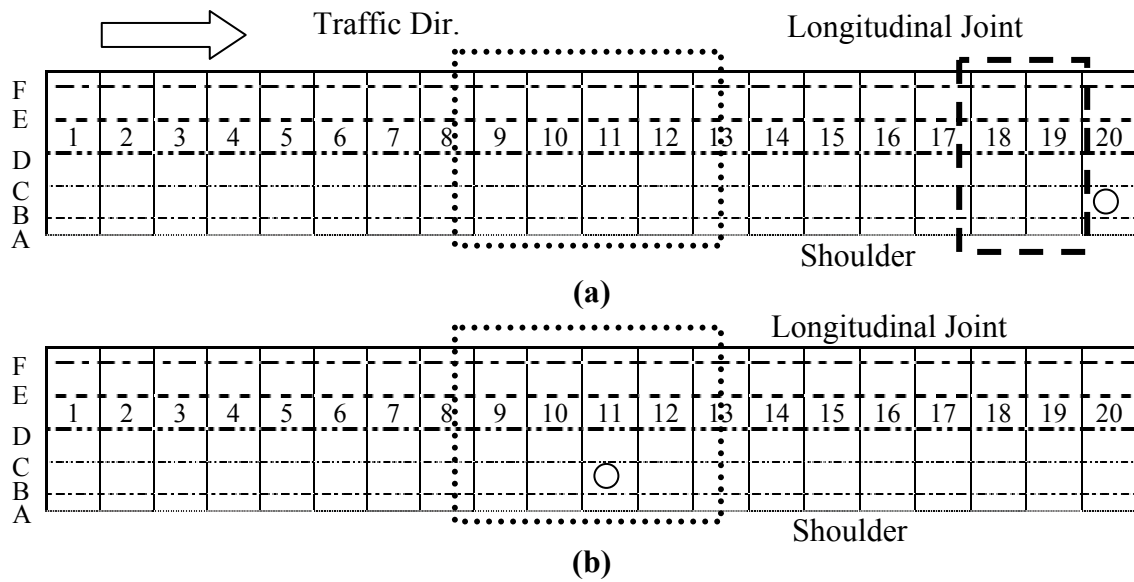 Traffic Dir. Longitudinal Joint
F
E
1 2 3 4 5 6 7 8 9 10 11 12 13 14 15 16 17 18 19 20
D
C
B
A
Shoulder
(a)
Longitudinal Joint
F
E
1 2 3 4 5 6 7 8 9 10 11 12 13 14 15 16 17 18 19 20
D
C
B
A
Shoulder
(b)